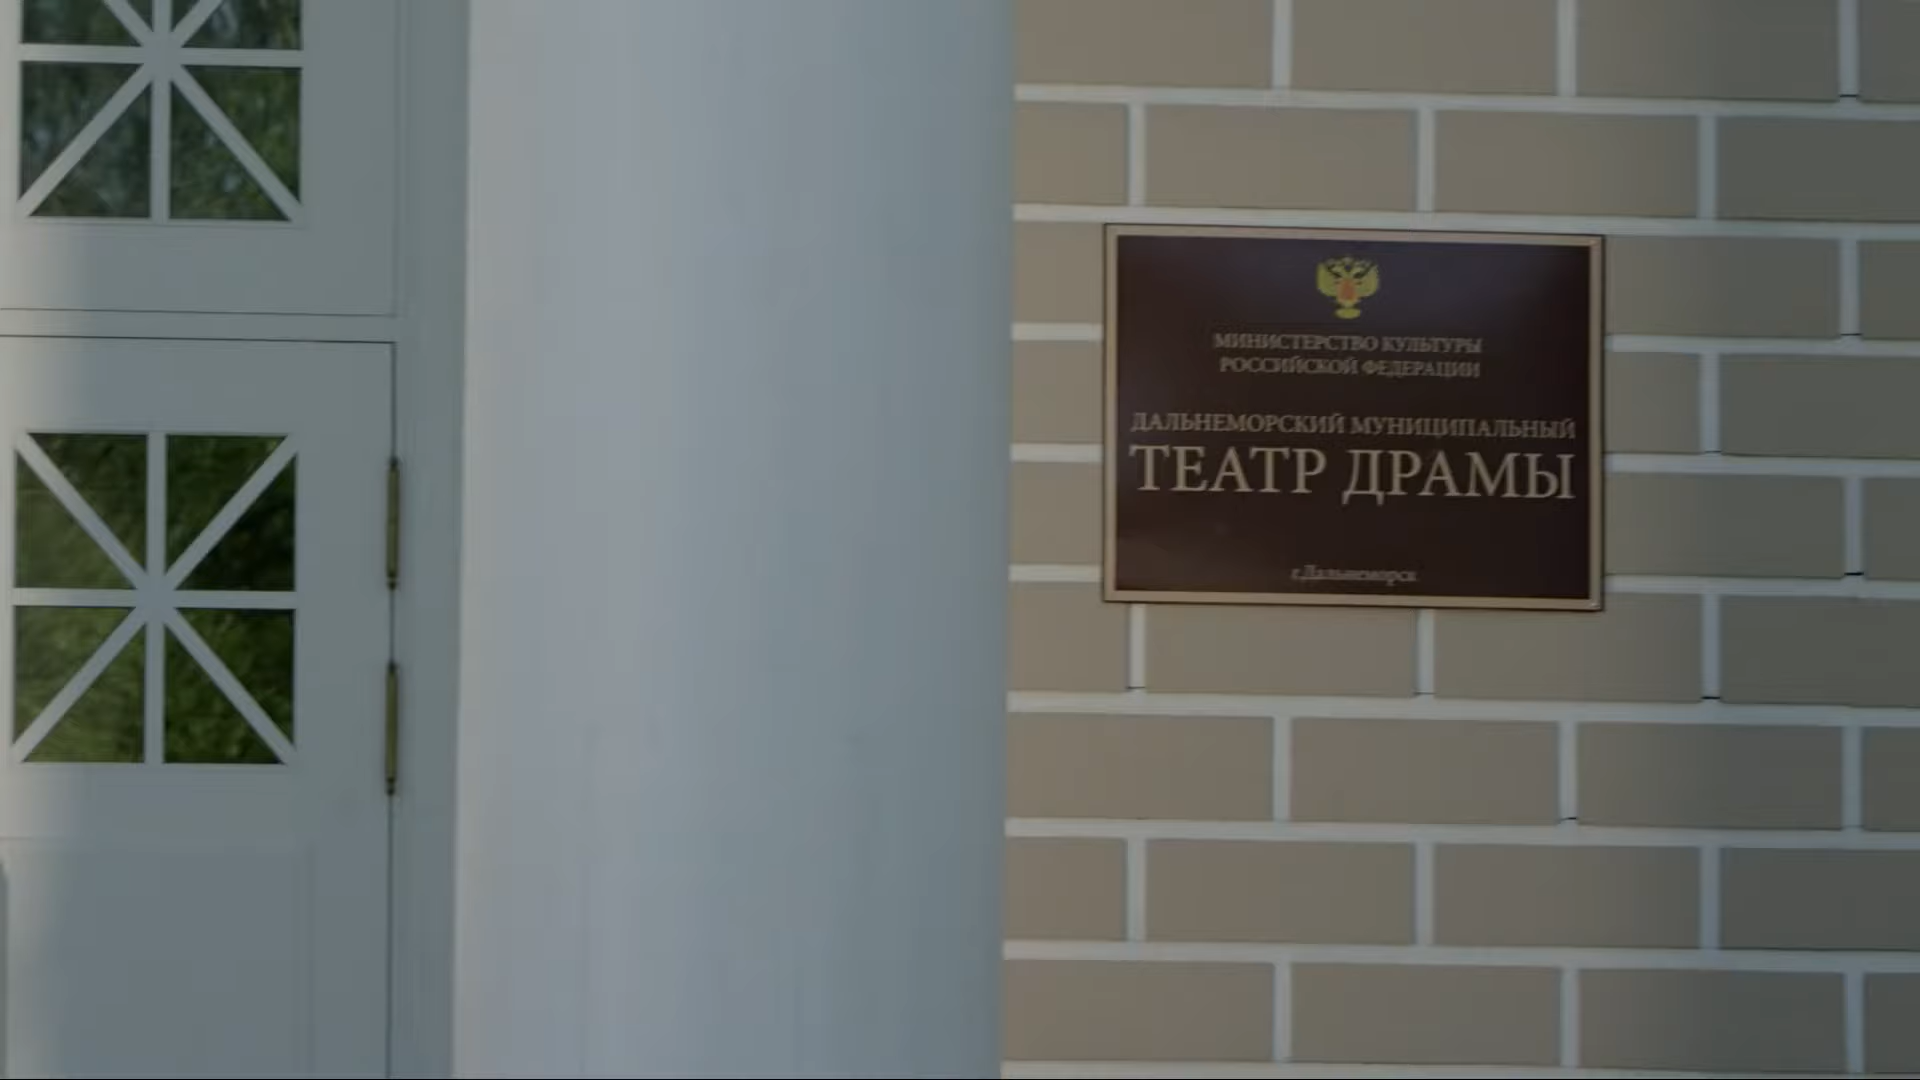 МИНИСТЕРСТВО КУЛЬТУРЫ
РОССИЙСКОЙ ФЕДЕРАЦИИ
ДАЛЬНЕМОРСКИЙ МУНИЦИПАЛЬНЫЙ
ТЕАТР ДРАМЫ
г.Дальнеморск